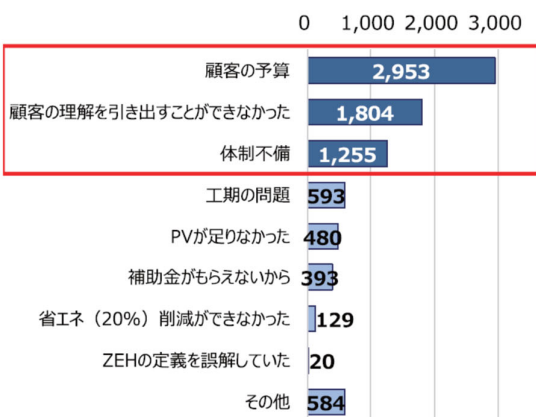 0 1,000 2,000 3,000
顧客の予算 2,953
顧客の理解を引き出すことができなかった 1,804
体制不備 1,255
工期の問題 593
PVが足りなかった 480
補助金がもらえないから 393
省エネ（20%）削減ができなかった 129
ZEHの定義を誤解していた 20
その他 584